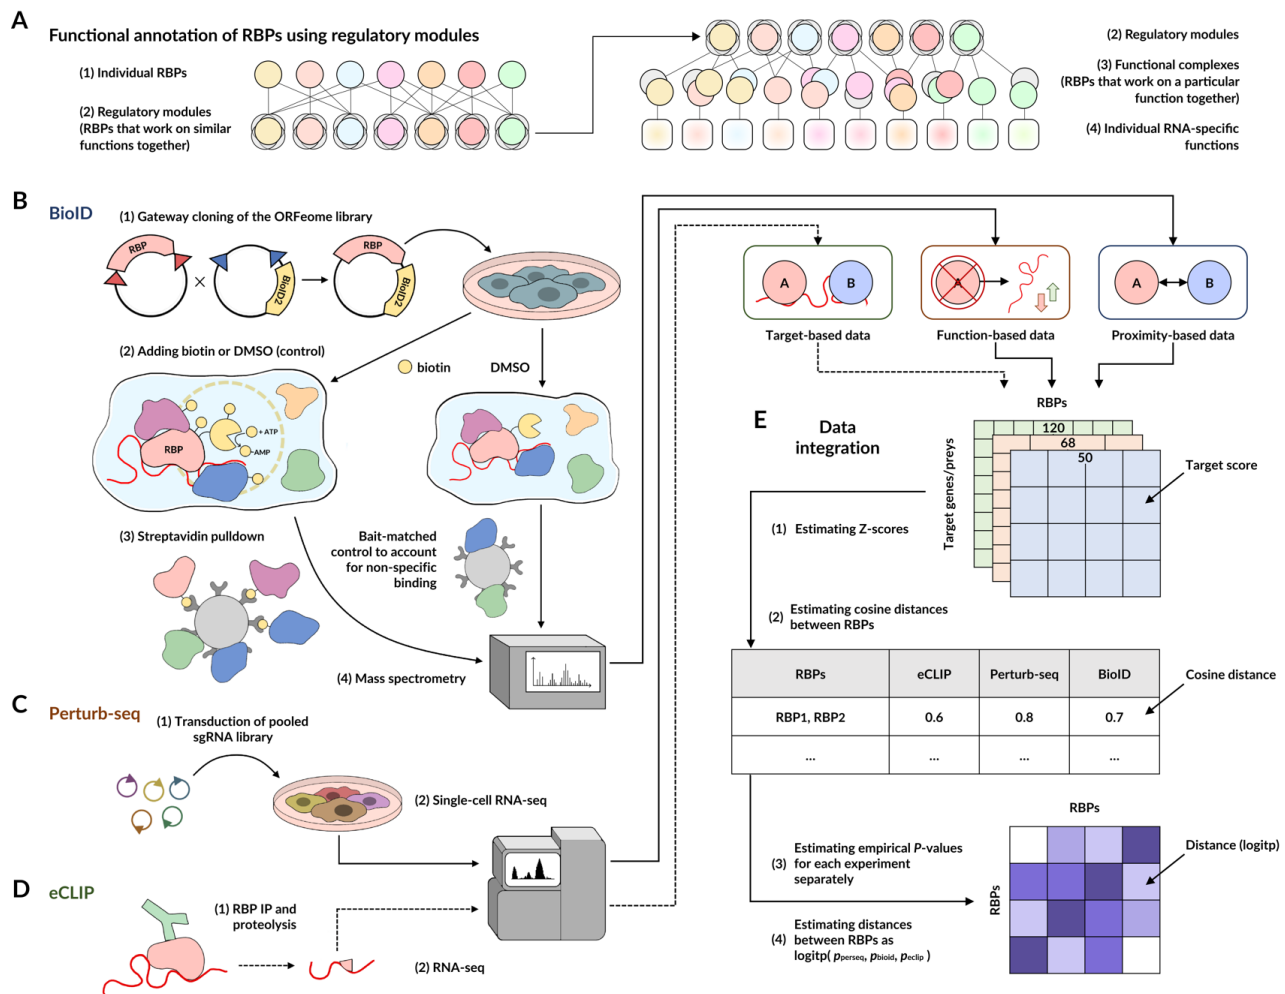 A
Functional annotation of RBPs using regulatory modules
(1) Individual RBPs
(2) Regulatory modules
(RBPs that work on similar
functions together)
(2) Regulatory modules
(3) Functional complexes
(RBPs that work on a particular
function together)
(4) Individual RNA-specific
functions
B
BioID
(1) Gateway cloning of the ORFeome library
RBP
×
BioID2
RBP
BioID2
(2) Adding biotin or DMSO (control)
biotin
DMSO
RBP
+ ATP
AMP
(3) Streptavidin pulldown
Bait-matched
control to account
for non-specific
binding
(4) Mass spectrometry
C
Perturb-seq
(1) Transduction of pooled
sgRNA library
(2) Single-cell RNA-seq
D
eCLIP
(1) RBP IP and
proteolysis
(2) RNA-seq
A
B
Target-based data
A
Function-based data
A
B
Proximity-based data
E
Data
integration
RBPs
Target genes/preys
120
68
50
Target score
(1) Estimating Z-scores
(2) Estimating cosine distances
between RBPs
RBPs eCLIP Perturb-seq BioID
RBP1, RBP2 0.6 0.8 0.7
... ... ... ...
Cosine distance
(3) Estimating empirical P-values
for each experiment
separately
(4) Estimating distances
between RBPs as
logitp( pperseq, pbioid, peclip )
RBPs
RBPs
Distance (logitp)